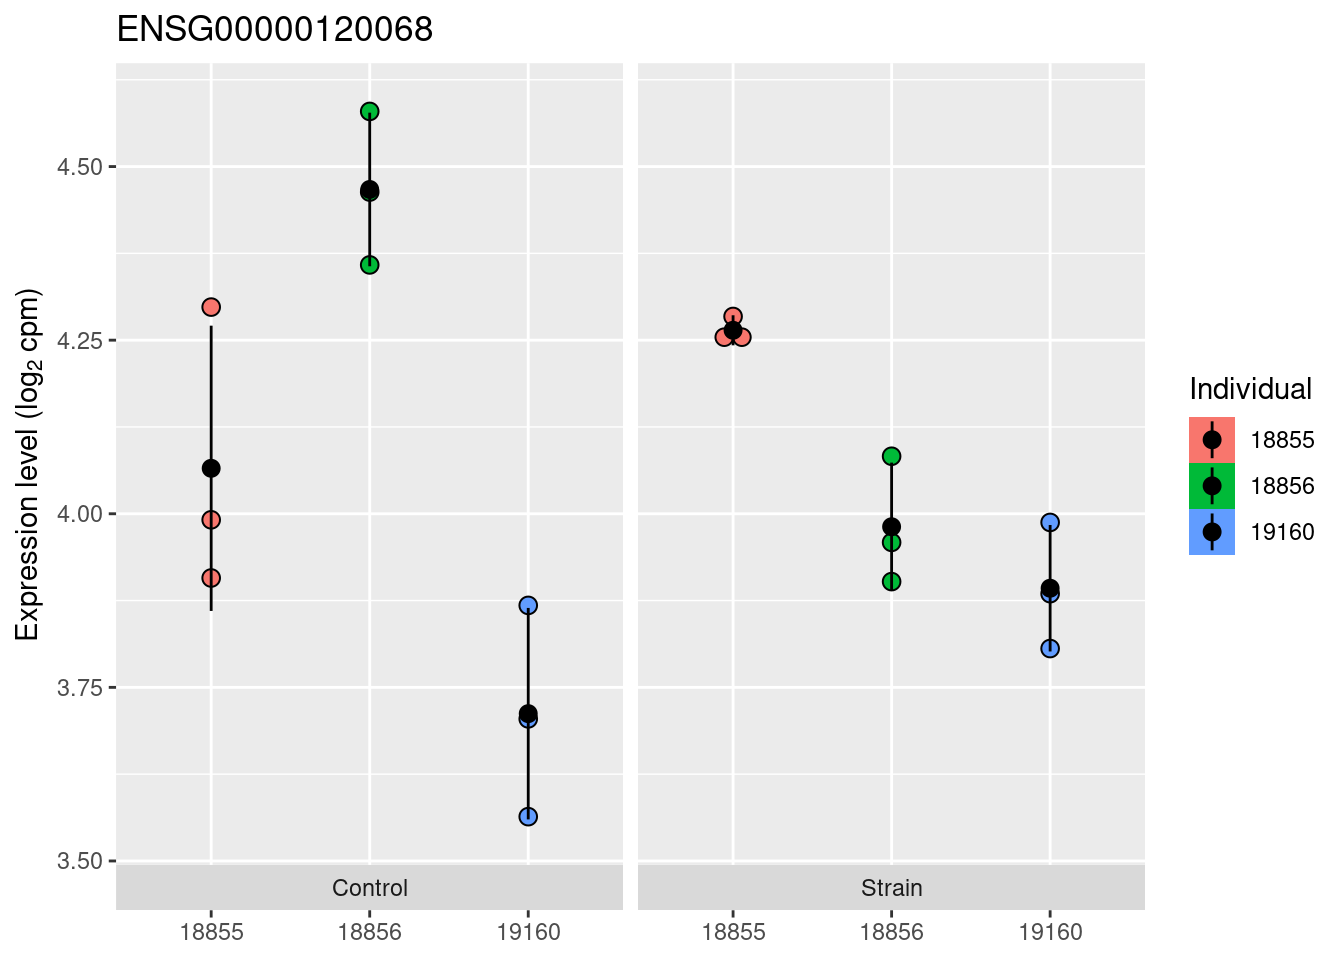 ENSG00000120068
Expression level (log₂ cpm)
4.50
4.25
4.00
3.75
3.50
Control
Strain
18855
18856
19160
18855
18856
19160
Individual
18855
18856
19160